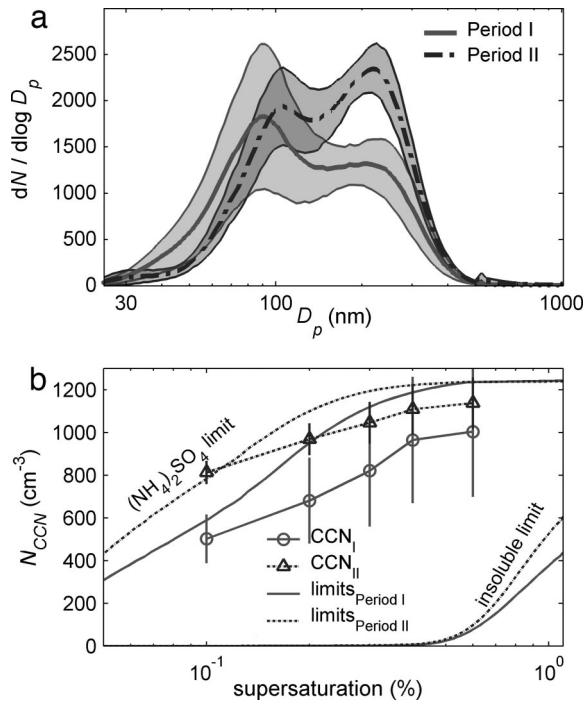 a
Period I
Period II
2500
2000
1500
1000
500
0
dN / dlog Dp
30
100
1000
Dp (nm)
b
1200
1000
800
600
400
200
0
NCCN (cm⁻³)
(NH4)2SO4 limit
insoluble limit
CCNI
CCNII
limitsPeriod I
limitsPeriod II
10⁻¹
10⁰
supersaturation (%)